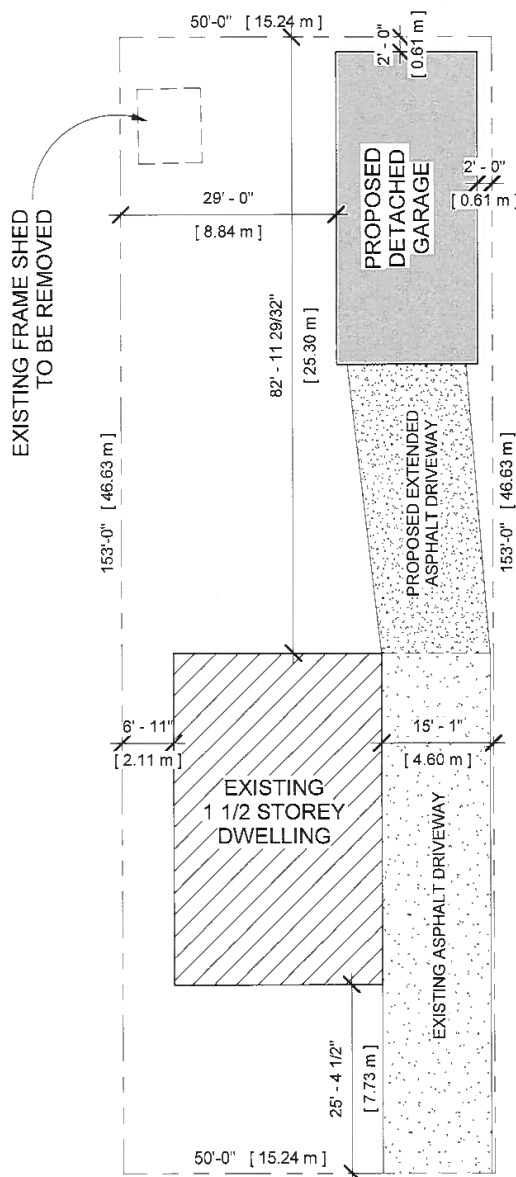 50'-0" [ 15.24 m ]
2' - 0"
[ 0.61 m ]
EXISTING FRAME SHED
TO BE REMOVED
29' - 0"
[ 8.84 m ]
PROPOSED
DETACHED
GARAGE
2' - 0"
[ 0.61 m ]
82' - 11 29/32"
[ 25.30 m ]
153'-0" [ 46.63 m ]
PROPOSED EXTENDED
ASPHALT DRIVEWAY
153'-0" [ 46.63 m ]
6' - 11"
[ 2.11 m ]
15' - 1"
[ 4.60 m ]
EXISTING
1 1/2 STOREY
DWELLING
EXISTING ASPHALT DRIVEWAY
25' - 4 1/2"
[ 7.73 m ]
50'-0" [ 15.24 m ]